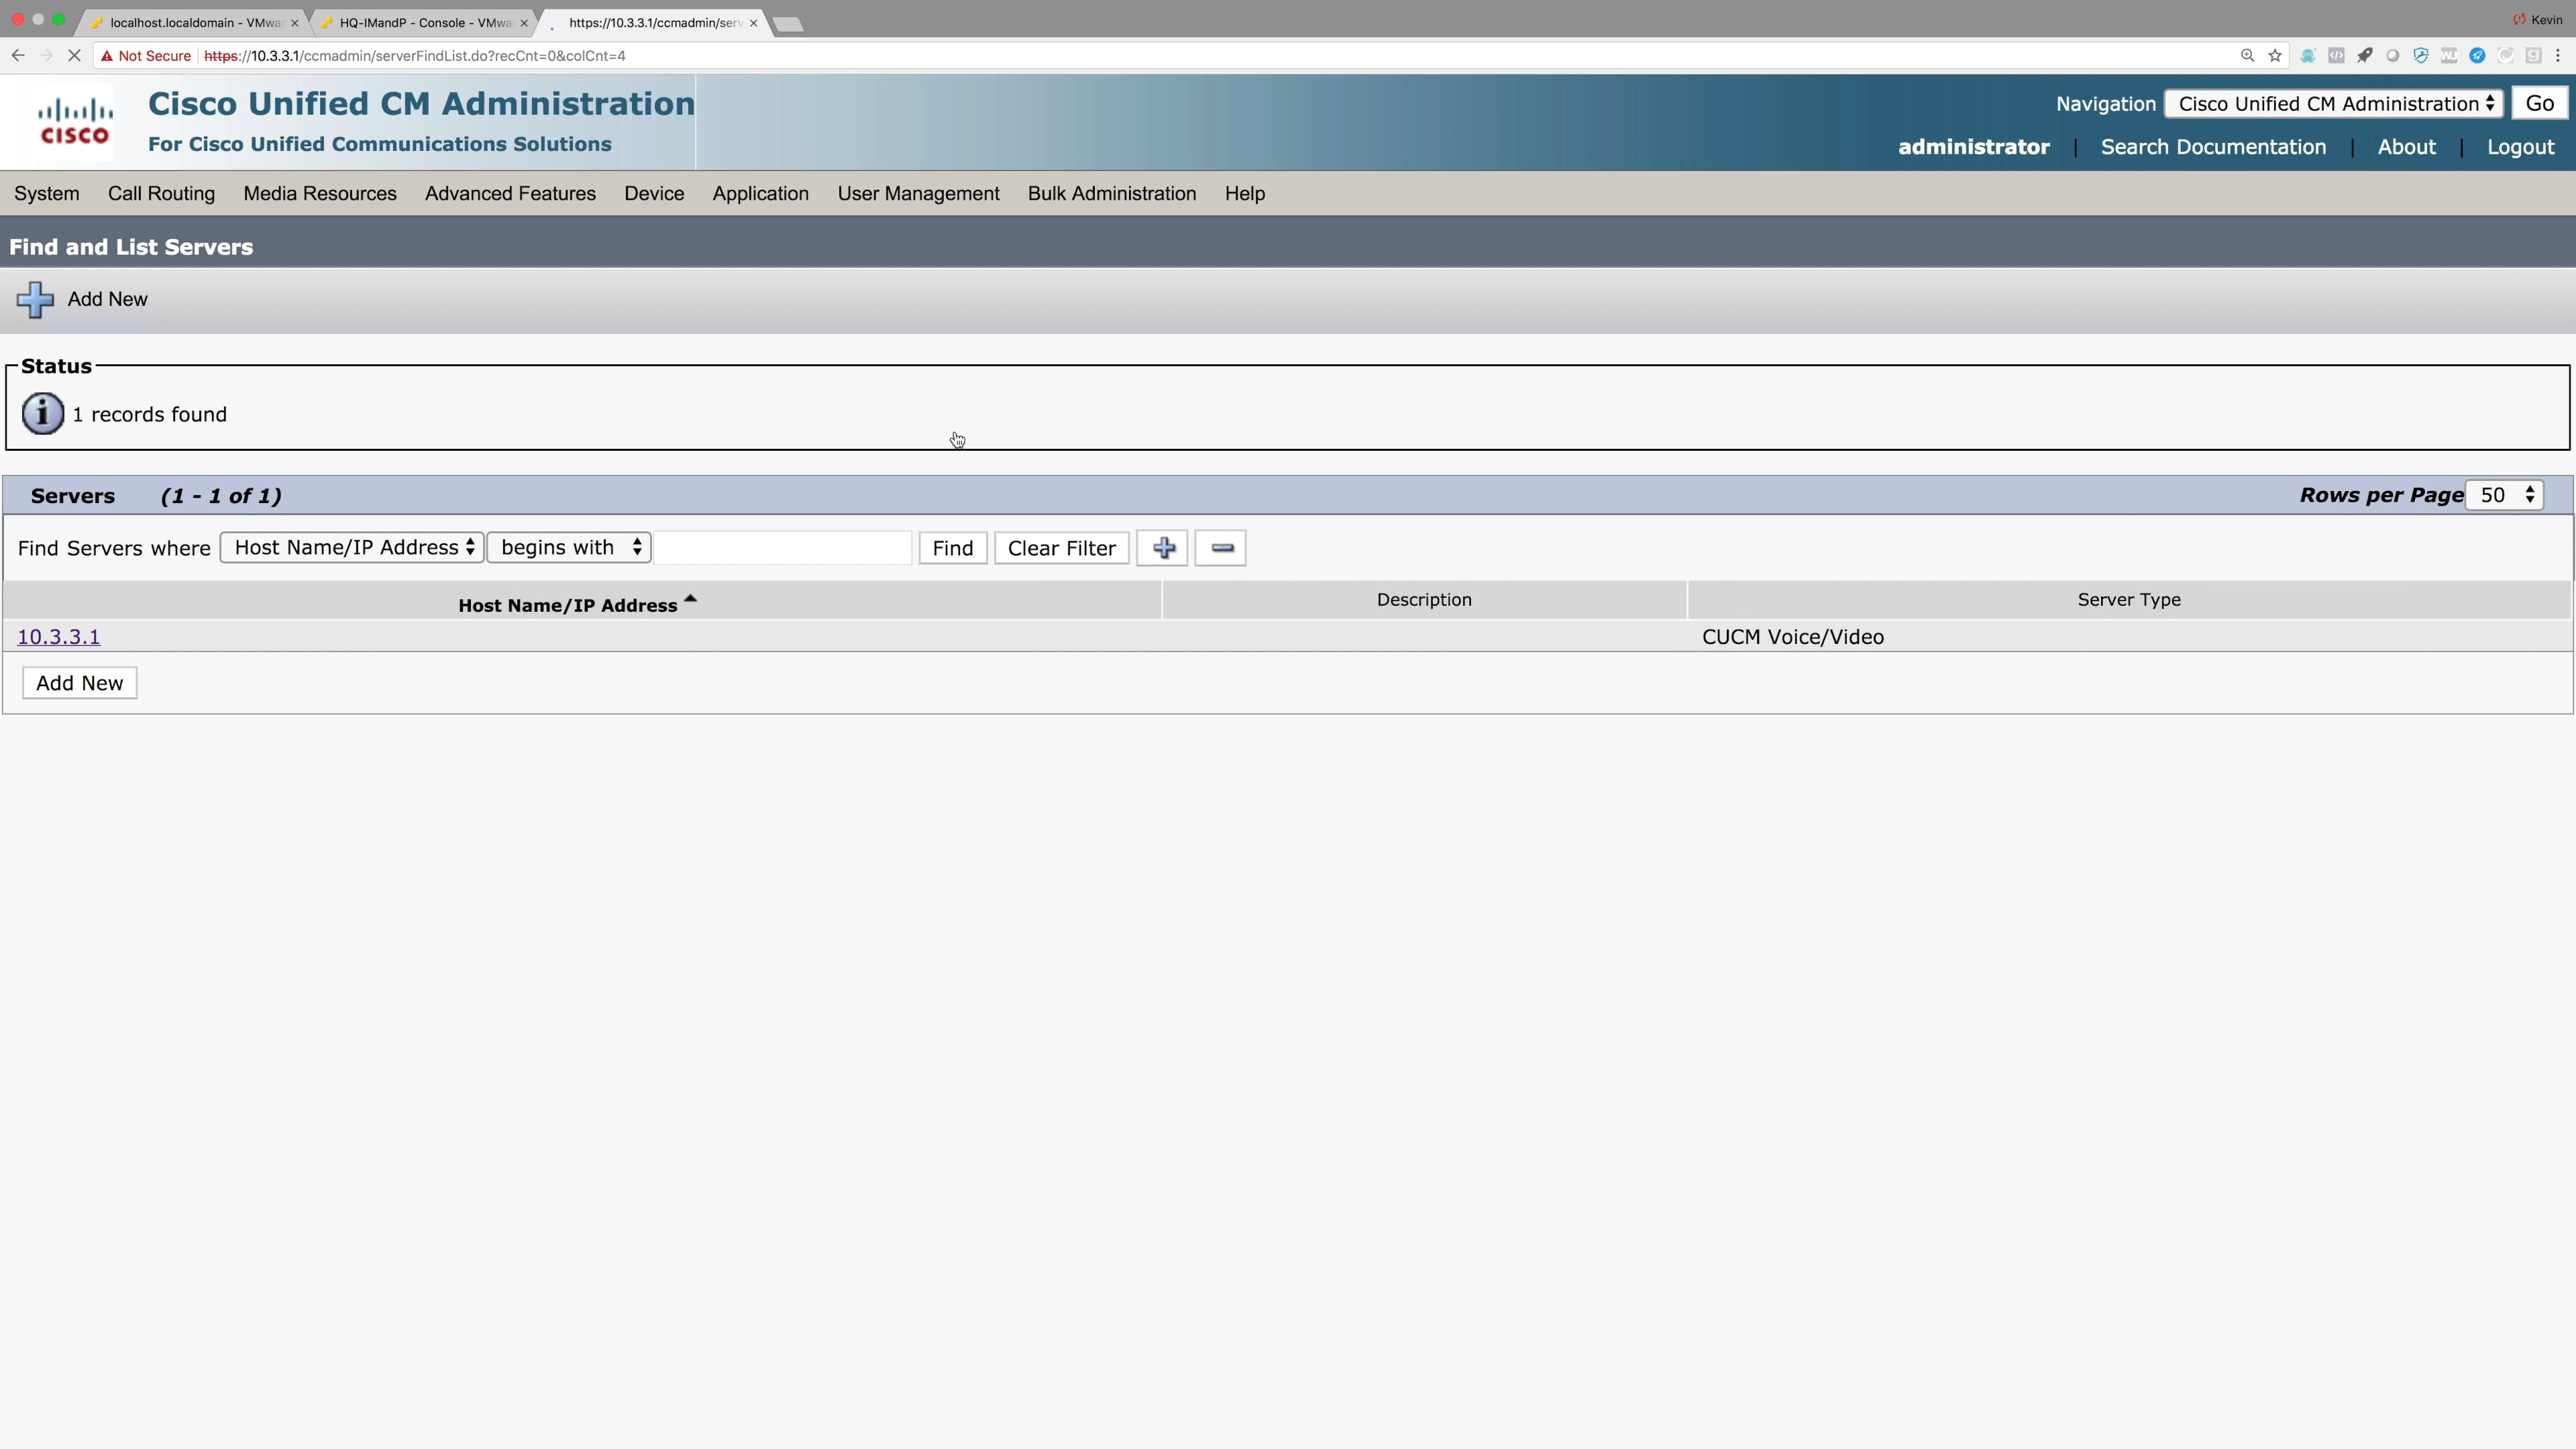 localhost.localdomain - VMwar
HQ-IMandP - Console - VMwar
https://10.3.3.1/ccmadmin/serv
Kevin
Not Secure https://10.3.3.1/ccmadmin/serverFindList.do?recCnt=0&colCnt=4
CISCO
Cisco Unified CM Administration
For Cisco Unified Communications Solutions
Navigation Cisco Unified CM Administration Go
administrator | Search Documentation | About | Logout
System Call Routing Media Resources Advanced Features Device Application User Management Bulk Administration Help
Find and List Servers
Add New
Status
1 records found
Servers (1 - 1 of 1) Rows per Page 50
Find Servers where Host Name/IP Address begins with Find Clear Filter
Host Name/IP Address Description Server Type
10.3.3.1 CUCM Voice/Video
Add New